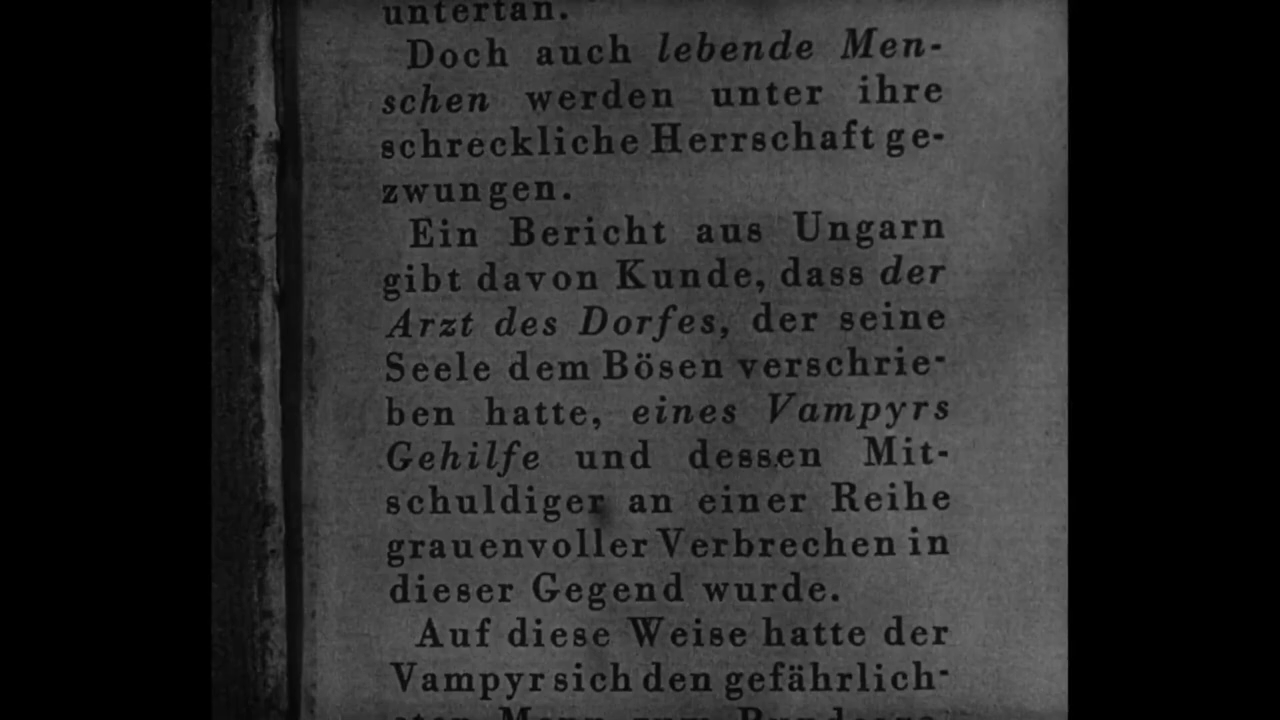 untertan.
Doch auch lebende Men-
schen werden unter ihre
schreckliche Herrschaft ge-
zwungen.
Ein Bericht aus Ungarn
gibt davon Kunde, dass der
Arzt des Dorfes, der seine
Seele dem Bösen verschrie-
ben hatte, eines Vampyrs
Gehilfe und dessen Mit-
schuldiger an einer Reihe
grauenvoller Verbrechen in
dieser Gegend wurde.
Auf diese Weise hatte der
Vampyr sich den gefährlich-